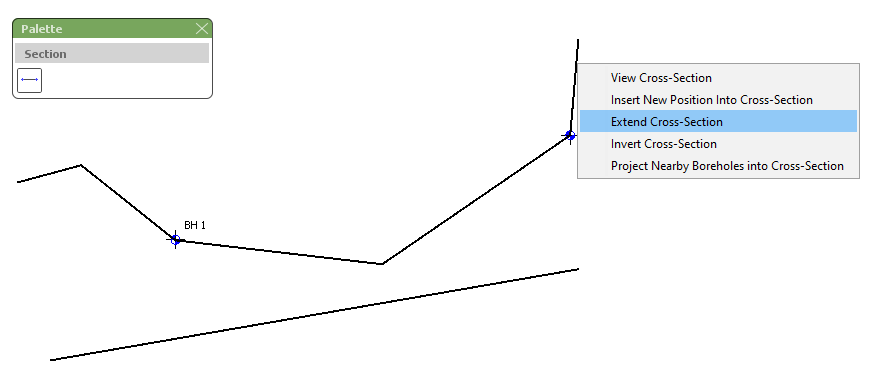 Palette
Section
View Cross-Section
Insert New Position Into Cross-Section
Extend Cross-Section
Invert Cross-Section
Project Nearby Boreholes into Cross-Section
BH 1